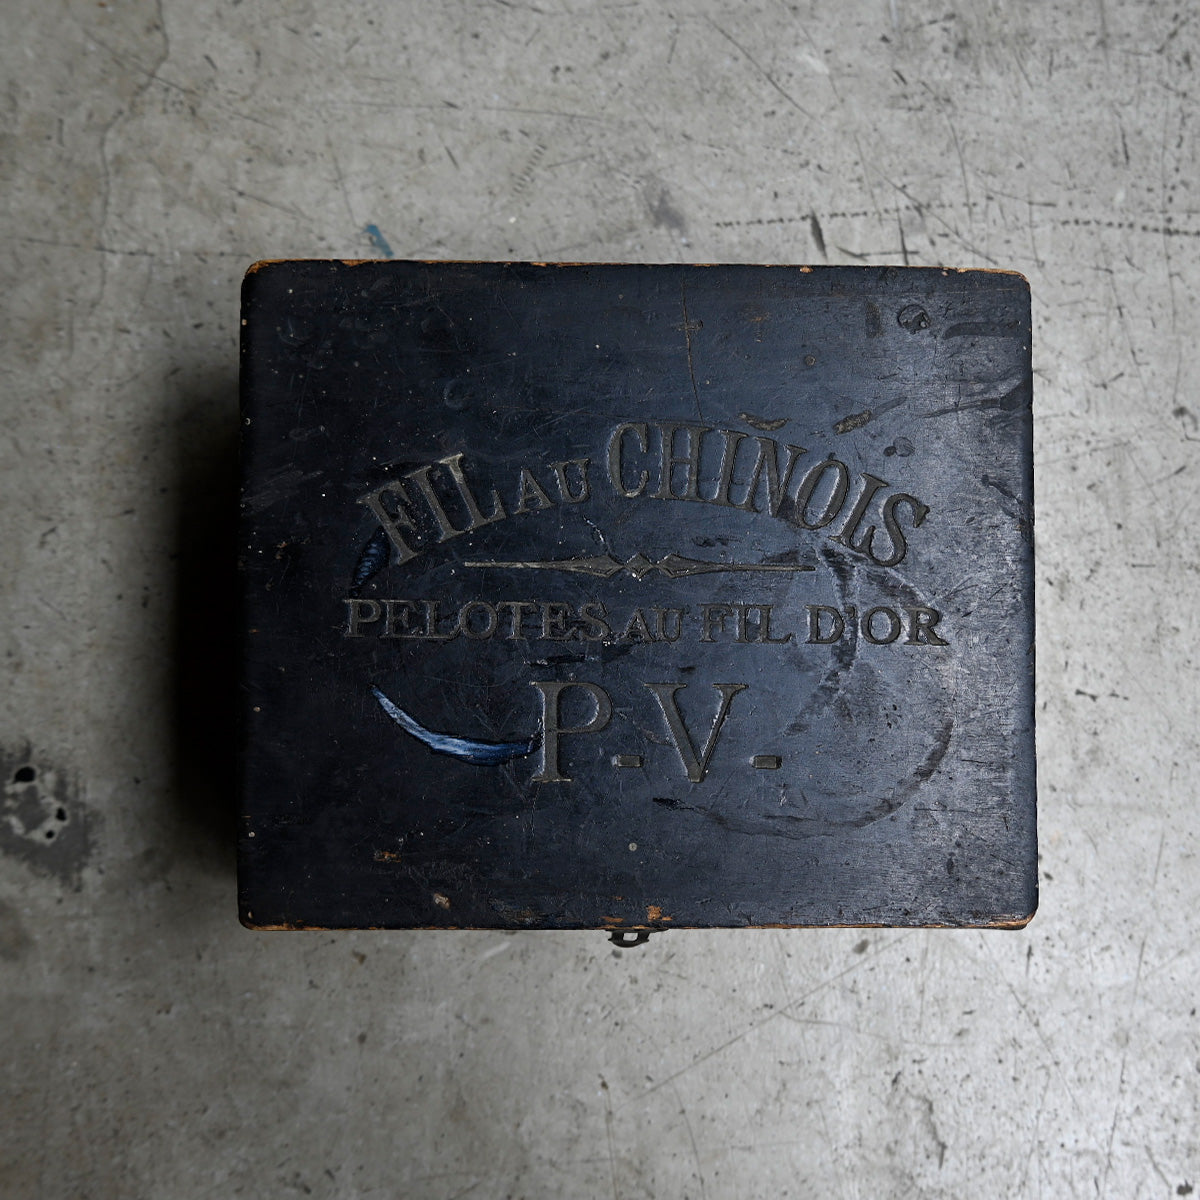 FIL AU CHINOIS
PELOTES AU FIL D'OR
P-V-